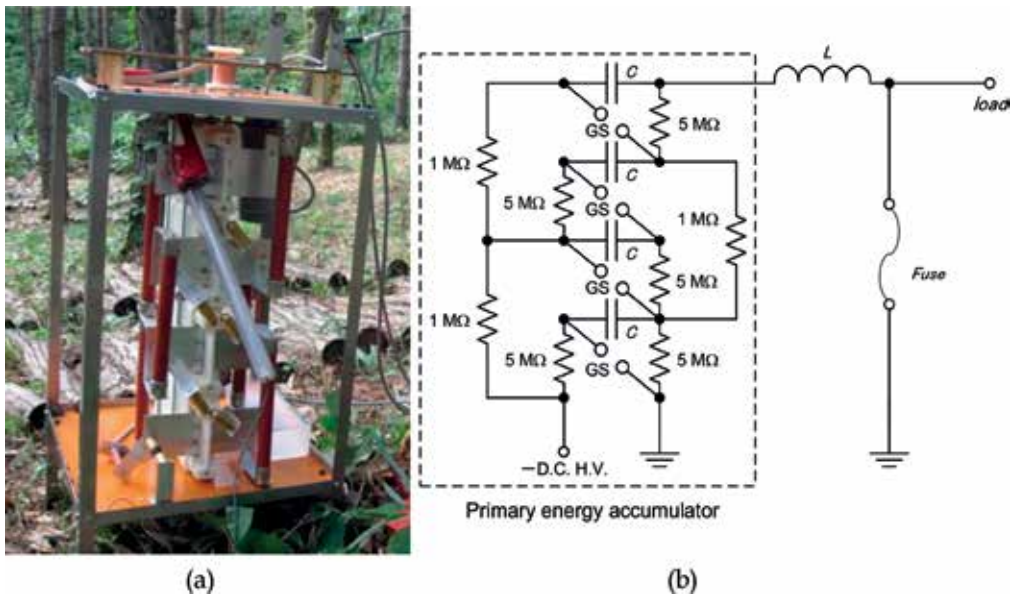 L
C
load
5 MΩ
GS
1 MΩ
C
5 MΩ
GS
1 MΩ
C
5 MΩ
Fuse
GS
1 MΩ
C
5 MΩ
GS
5 MΩ
—D.C. H.V.
Primary energy accumulator
(a)
(b)